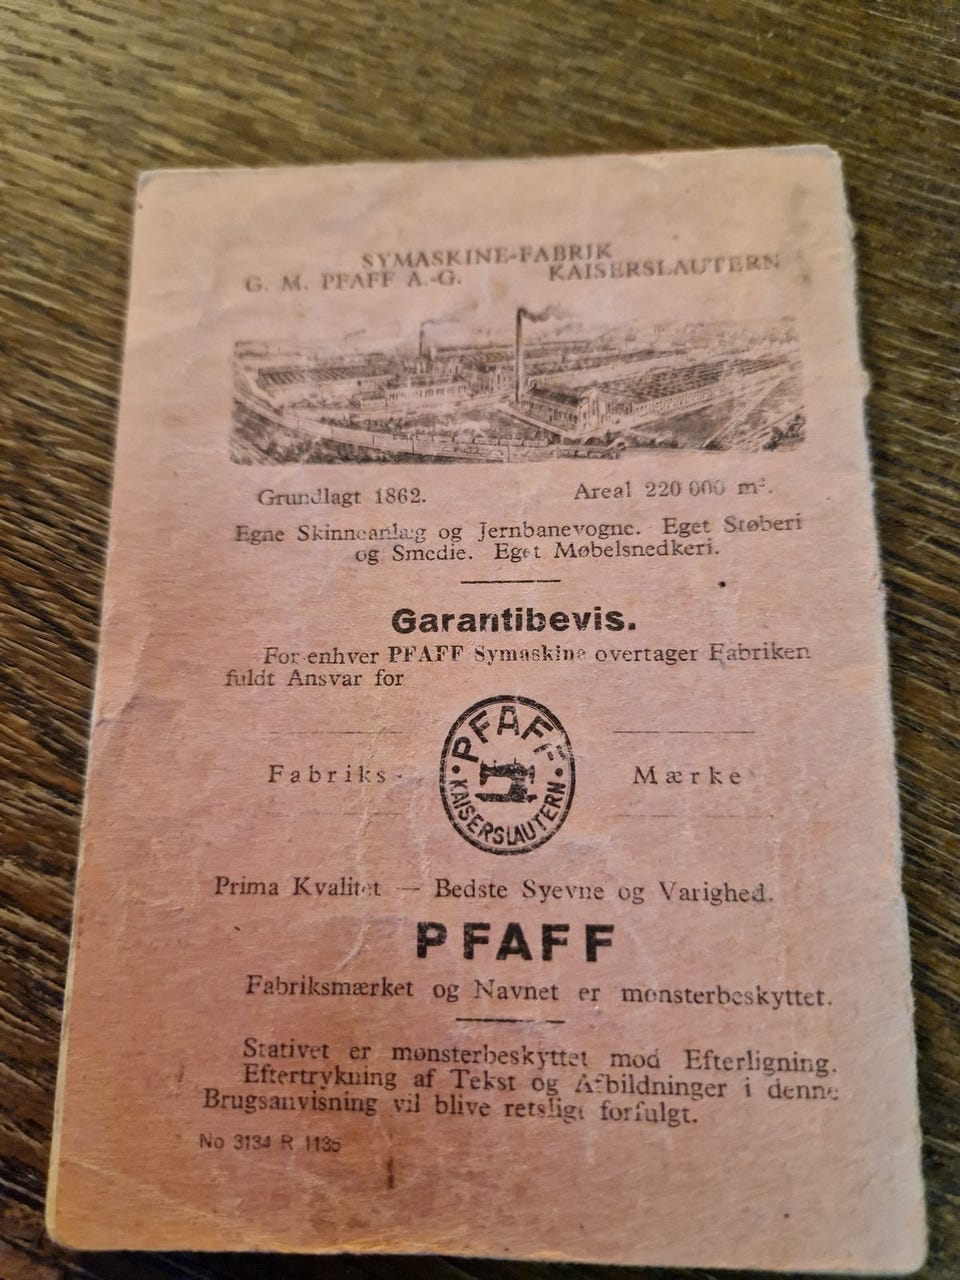 SYMASKINE-FABRIK
G. M. PFAFF A.-G. KAISERSLAUTERN
Grundlagt 1862. Areal 220 000 m².
Egne Skinneanlæg og Jernbanevogne. Eget Støberi
og Smedie. Eget Møbelsnedkeri.
Garantibevis.
For enhver PFAFF Symaskine overtager Fabriken
fuldt Ansvar for
PFAFF
Fabriks- Mærke
KAISERSLAUTERN
Prima Kvalitet — Bedste Syevne og Varighed.
PFAFF
Fabriksmærket og Navnet er mønsterbeskyttet.
Stativet er mønsterbeskyttet mod Efterligning.
Eftertrykning af Tekst og Afbildninger i denne
Brugsanvisning vil blive retsligt forfulgt.
No 3134 R 1135